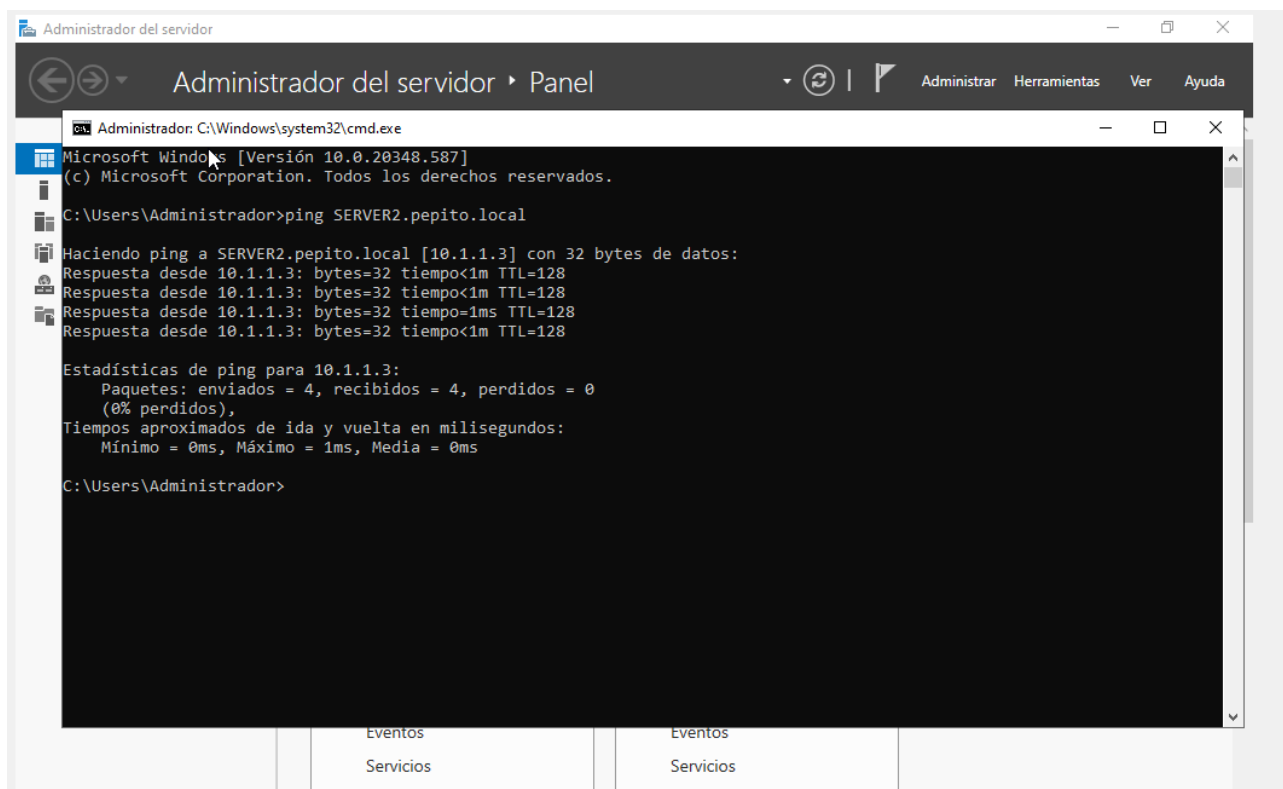 Administrador del servidor
Administrador del servidor ‣ Panel
Administrar Herramientas Ver Ayuda
Administrador: C:\Windows\system32\cmd.exe
Microsoft Windows [Versión 10.0.20348.587]
(c) Microsoft Corporation. Todos los derechos reservados.
C:\Users\Administrador>ping SERVER2.pepito.local
Haciendo ping a SERVER2.pepito.local [10.1.1.3] con 32 bytes de datos:
Respuesta desde 10.1.1.3: bytes=32 tiempo<1m TTL=128
Respuesta desde 10.1.1.3: bytes=32 tiempo<1m TTL=128
Respuesta desde 10.1.1.3: bytes=32 tiempo=1ms TTL=128
Respuesta desde 10.1.1.3: bytes=32 tiempo<1m TTL=128
Estadísticas de ping para 10.1.1.3:
Paquetes: enviados = 4, recibidos = 4, perdidos = 0
(0% perdidos),
Tiempos aproximados de ida y vuelta en milisegundos:
Mínimo = 0ms, Máximo = 1ms, Media = 0ms
C:\Users\Administrador>
Eventos Eventos
Servicios Servicios